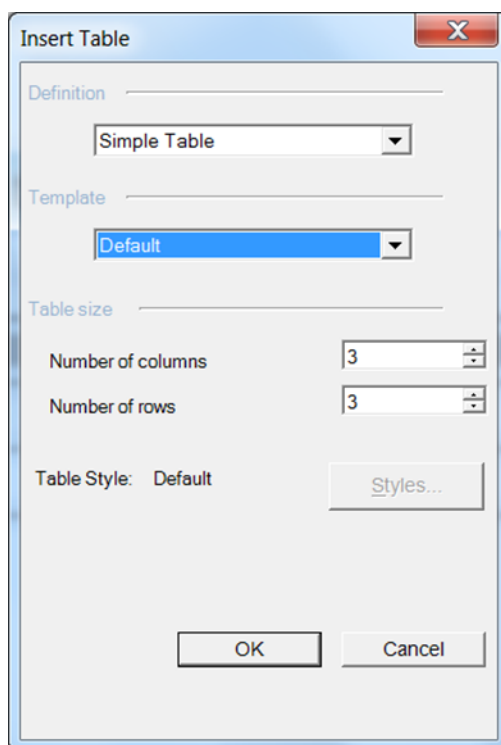 Insert Table
Definition
Simple Table
Template
Default
Table size
Number of columns 3
Number of rows 3
Table Style: Default Styles...
OK Cancel